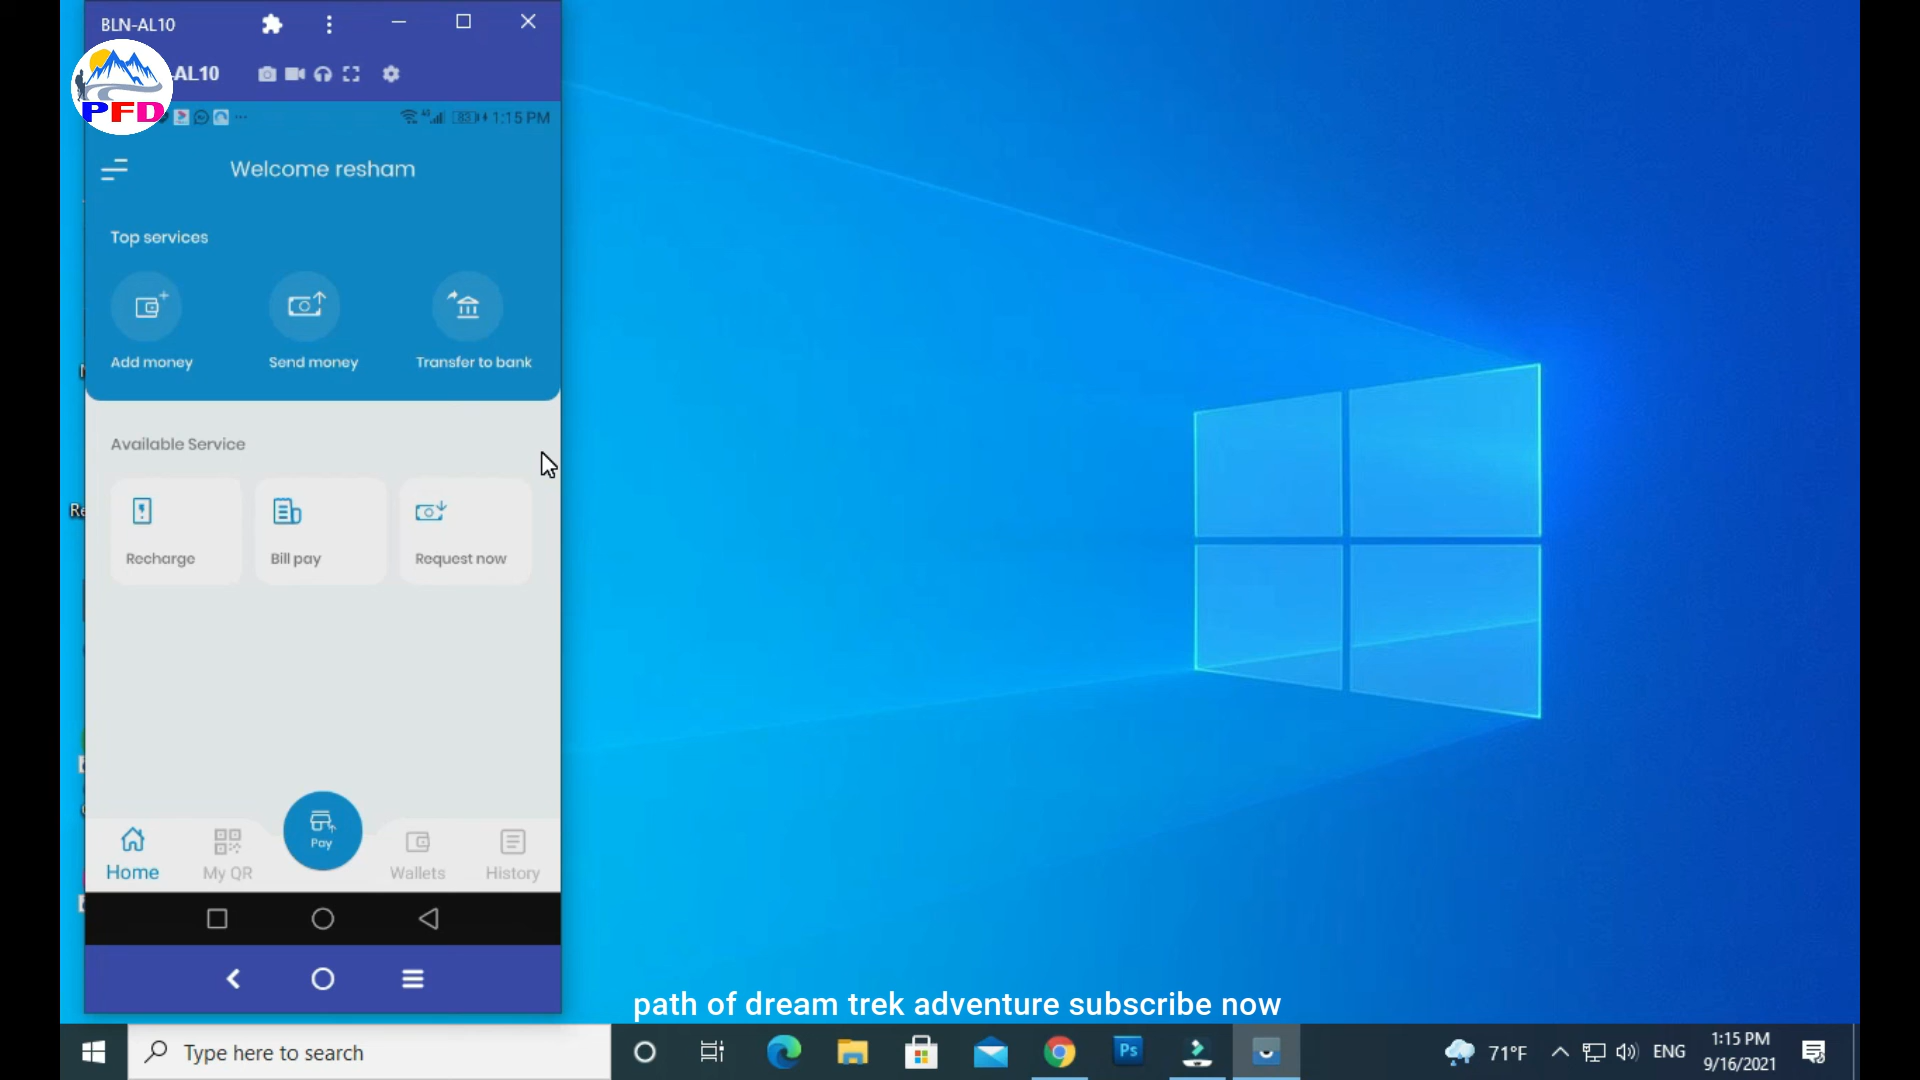 BLN-AL10
-AL10
PFD
1:15 PM
Welcome resham
Top services
Add money
Send money
Transfer to bank
Available Service
Recharge
Bill pay
Request now
Pay
Home
My QR
Wallets
History
path of dream trek adventure subscribe now
Type here to search
Ps
71°F
ENG
1:15 PM
9/16/2021